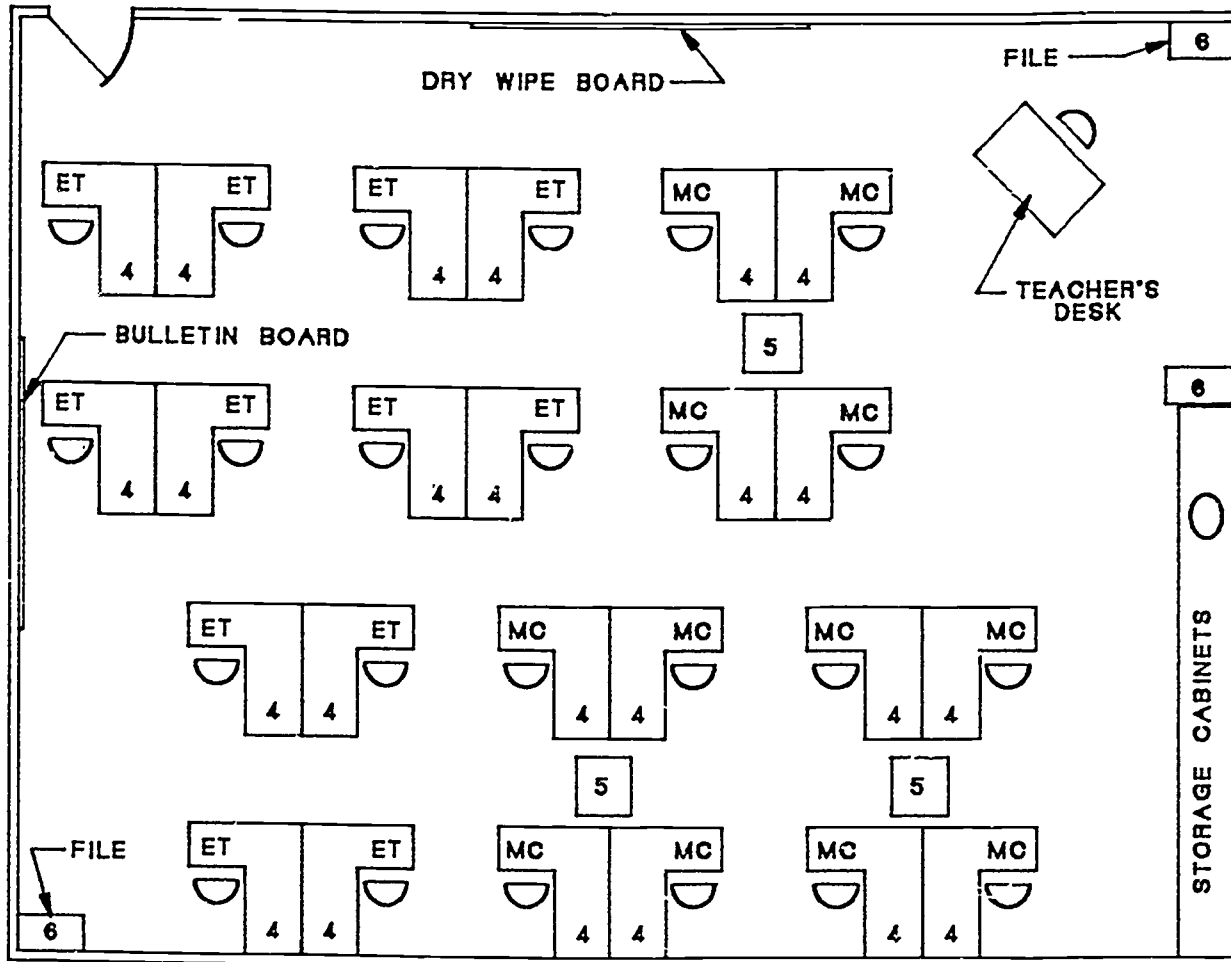 6
FILE
DRY WIPE BOARD
ET ET ET ET MC MC
4 4 4 4 4 4
TEACHER'S
DESK
BULLETIN BOARD
5
6
ET ET ET ET MC MC
4 4 4 4 4 4
ET ET MC MC MC MC
4 4 4 4 4 4
STORAGE CABINETS
5 5
FILE
ET ET MC MC MC MC
6
4 4 4 4 4 4